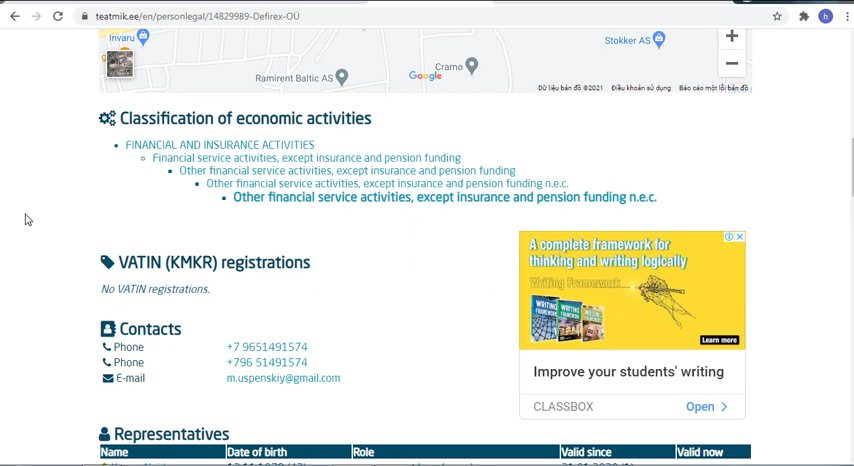 teatmik.ee/en/personlegal/14829989-Defirex-OÜ
h
Invaru
Stokker AS
Cramo
Ramirent Baltic AS
Google
Dữ liệu bản đồ ©2021 Điều khoản sử dụng Báo cáo một lỗi bản đồ
Classification of economic activities
FINANCIAL AND INSURANCE ACTIVITIES
Financial service activities, except insurance and pension funding
Other financial service activities, except insurance and pension funding
Other financial service activities, except insurance and pension funding n.e.c.
Other financial service activities, except insurance and pension funding n.e.c.
VATIN (KMKR) registrations
No VATIN registrations.
A complete framework for
thinking and writing logically
Writing Framework
WRITING FRAMEWORK
Learn more
Improve your students' writing
CLASSBOX Open
Contacts
Phone +7 9651491574
Phone +796 51491574
E-mail m.uspenskiy@gmail.com
Representatives
Name Date of birth Role Valid since Valid now